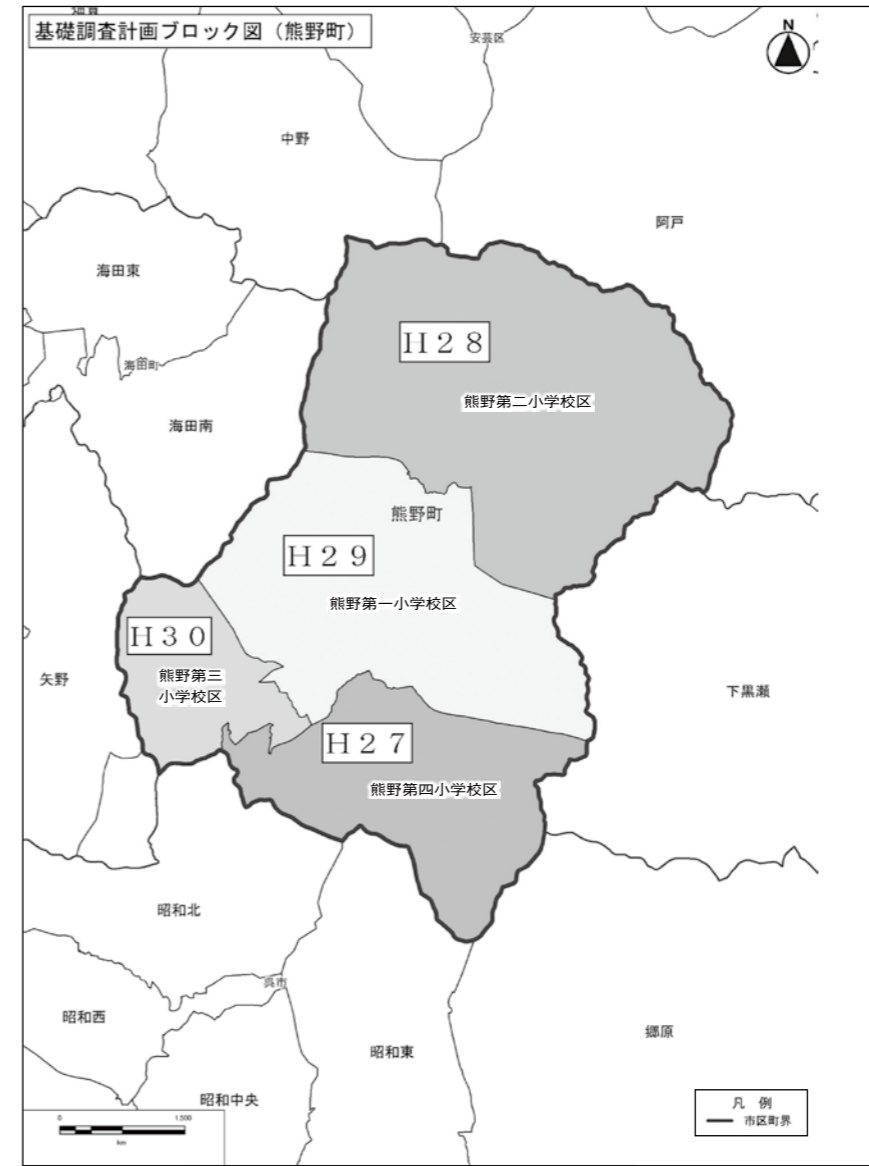 基礎調査計画ブロック図（熊野町）
N
安芸区
中野
阿戸
海田東
H28
海田町
熊野第二小学校区
海田南
熊野町
H29
熊野第一小学校区
H30
熊野第三
小学校区
矢野
下黒瀬
H27
熊野第四小学校区
昭和北
呉市
昭和西
郷原
昭和東
昭和中央
0 1,500
km
凡 例
市区町界